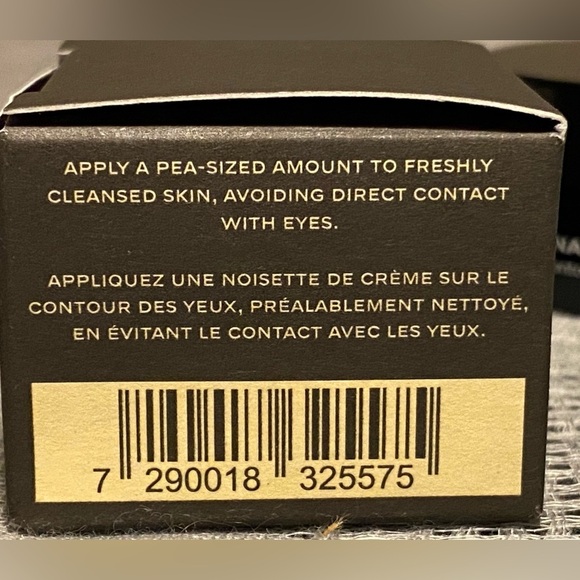 APPLY A PEA-SIZED AMOUNT TO FRESHLY
CLEANSED SKIN, AVOIDING DIRECT CONTACT
WITH EYES.
APPLIQUEZ UNE NOISETTE DE CRÈME SUR LE
CONTOUR DES YEUX, PRÉALABLEMENT NETTOYÉ,
EN ÉVITANT LE CONTACT AVEC LES YEUX.
7 290018 325575